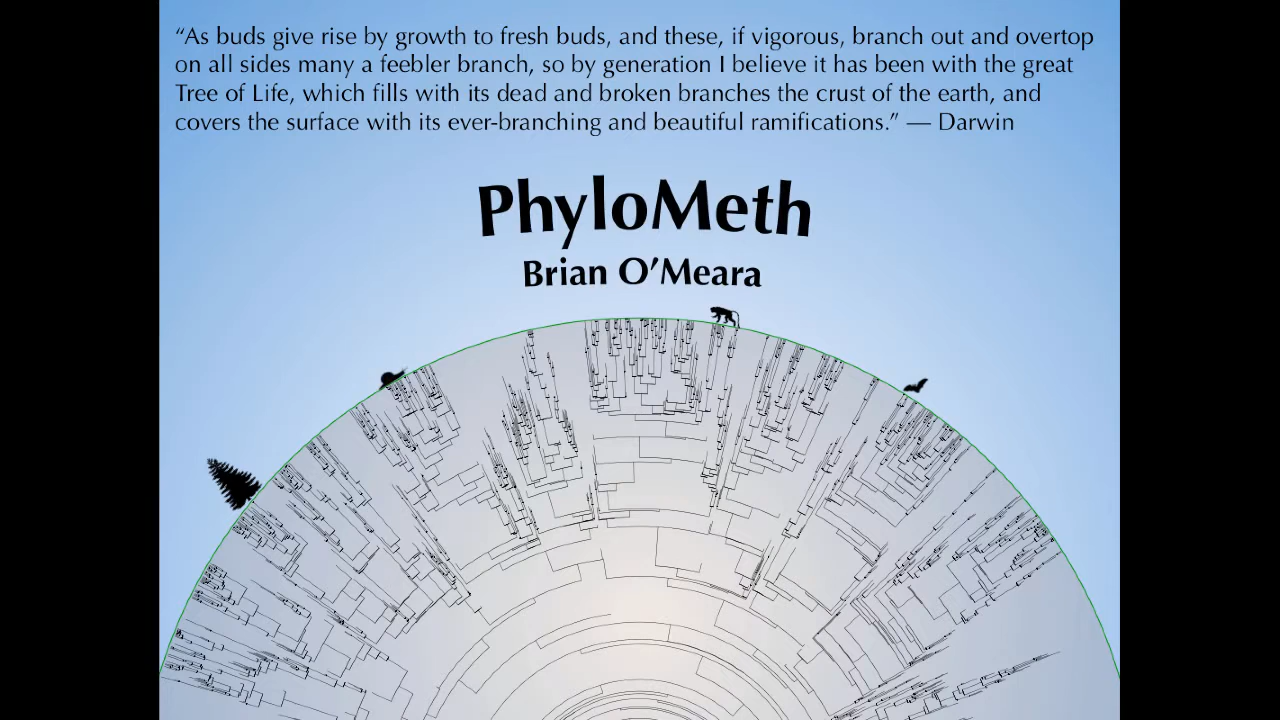 “As buds give rise by growth to fresh buds, and these, if vigorous, branch out and overtop
on all sides many a feebler branch, so by generation I believe it has been with the great
Tree of Life, which fills with its dead and broken branches the crust of the earth, and
covers the surface with its ever-branching and beautiful ramifications.” — Darwin
PhyloMeth
Brian O’Meara